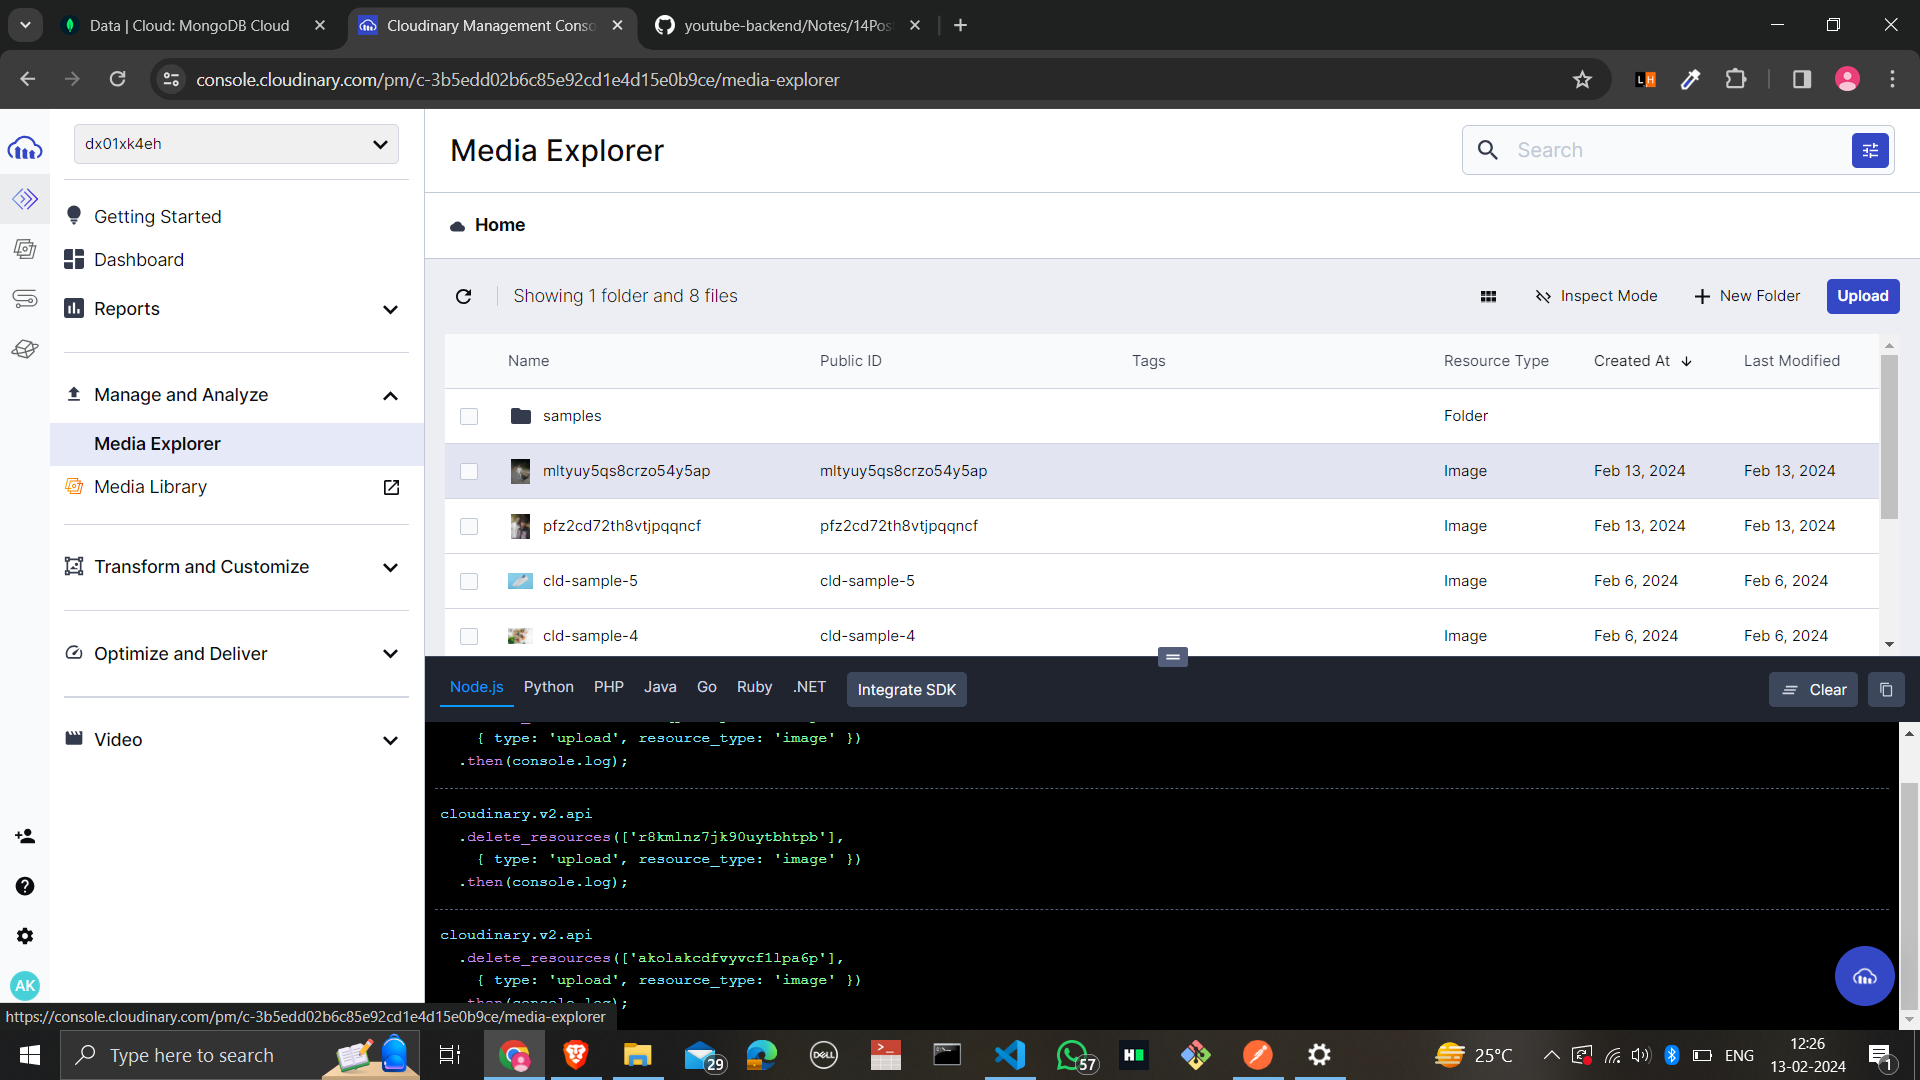 Data | Cloud: MongoDB Cloud
Cloudinary Management Conso
youtube-backend/Notes/14Pos
console.cloudinary.com/pm/c-3b5edd02b6c85e92cd1e4d15e0b9ce/media-explorer
dx01xk4eh
Getting Started
Dashboard
Reports
Manage and Analyze
Media Explorer
Media Library
Transform and Customize
Optimize and Deliver
Video
AK
Media Explorer
Search
Home
Showing 1 folder and 8 files
Inspect Mode
New Folder
Upload
Name Public ID Tags Resource Type Created At Last Modified
samples Folder
mltyuy5qs8crzo54y5ap mltyuy5qs8crzo54y5ap Image Feb 13, 2024 Feb 13, 2024
pfz2cd72th8vtjpqqncf pfz2cd72th8vtjpqqncf Image Feb 13, 2024 Feb 13, 2024
cld-sample-5 cld-sample-5 Image Feb 6, 2024 Feb 6, 2024
cld-sample-4 cld-sample-4 Image Feb 6, 2024 Feb 6, 2024
Node.js Python PHP Java Go Ruby .NET Integrate SDK Clear
{ type: 'upload', resource_type: 'image' })
.then(console.log);
cloudinary.v2.api
.delete_resources(['r8kmlnz7jk90uytbhtpb'],
{ type: 'upload', resource_type: 'image' })
.then(console.log);
cloudinary.v2.api
.delete_resources(['akolakcdfvyvcf1lpa6p'],
{ type: 'upload', resource_type: 'image' })
.then(console.log);
https://console.cloudinary.com/pm/c-3b5edd02b6c85e92cd1e4d15e0b9ce/media-explorer
Type here to search
29
DELL
57
25°C
ENG
12:26
13-02-2024
1